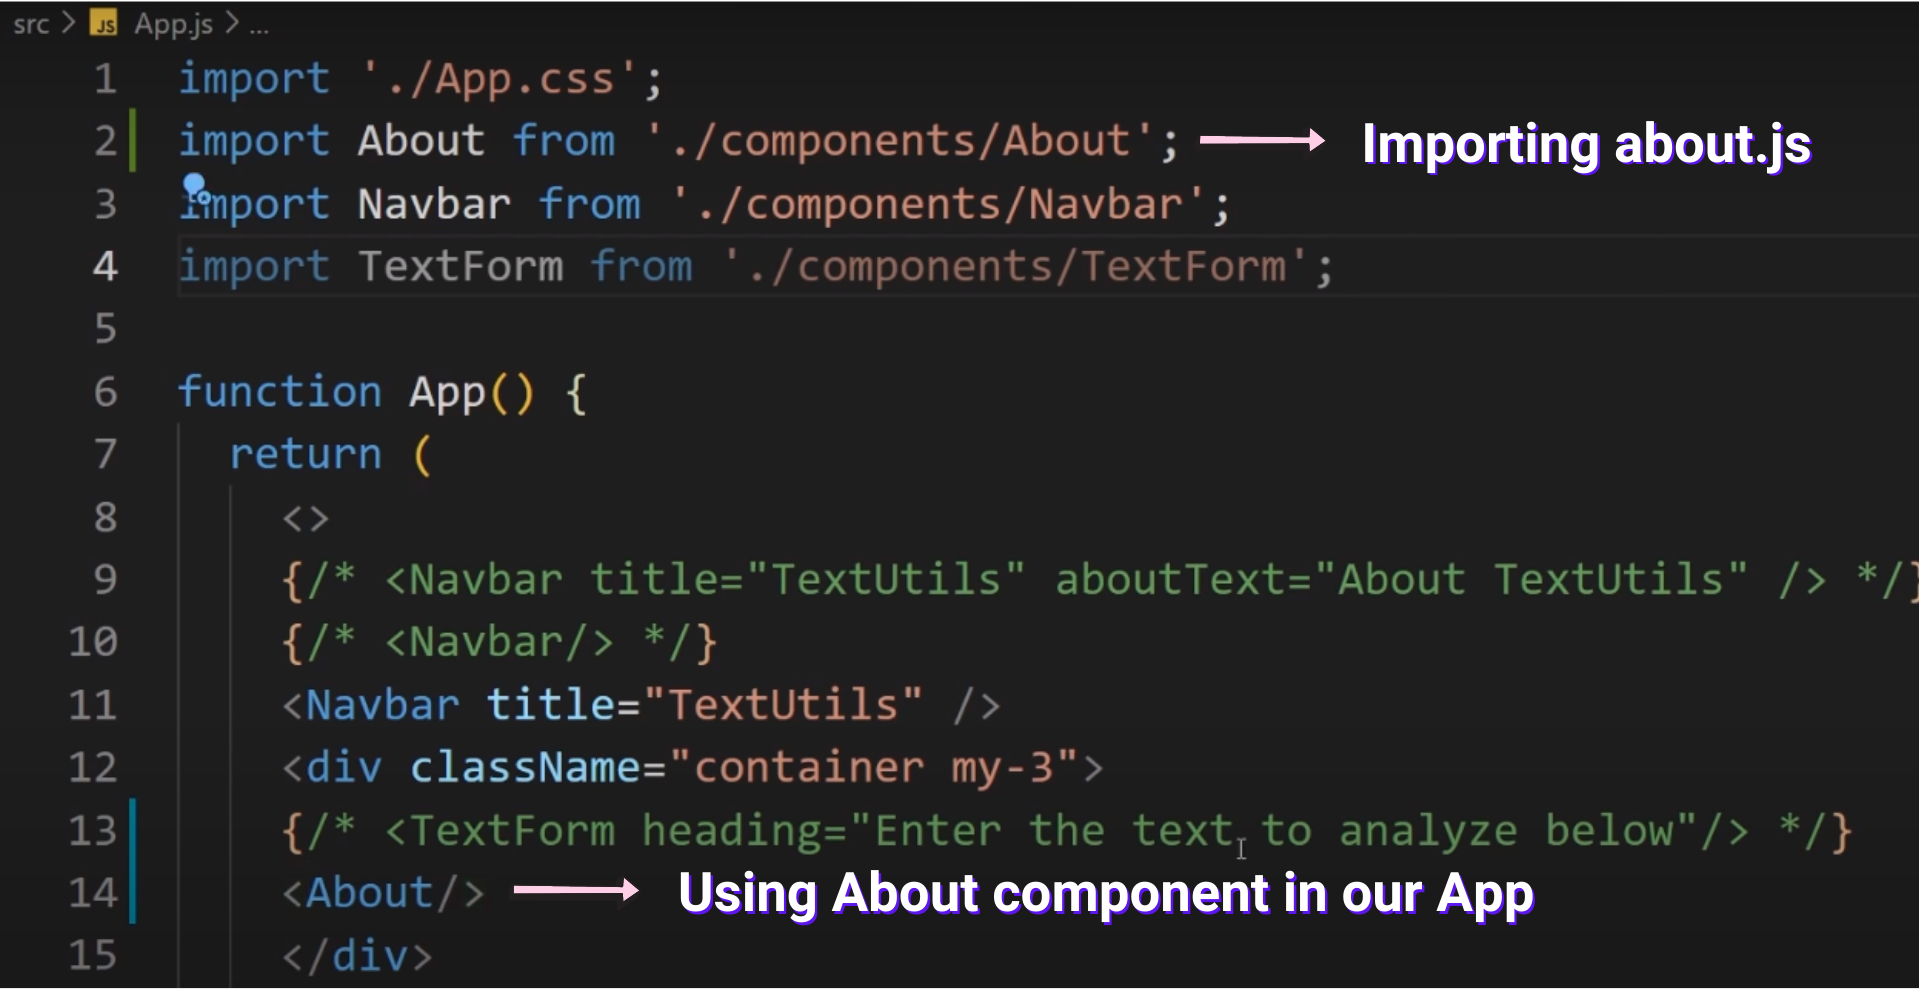 src > JS App.js > ...
1 import './App.css';
2 import About from './components/About'; Importing about.js
3 import Navbar from './components/Navbar';
4 import TextForm from './components/TextForm';
5
6 function App() {
7 return (
8 <>
9 {/* <Navbar title="TextUtils" aboutText="About TextUtils" /> */}
10 {/* <Navbar/> */}
11 <Navbar title="TextUtils" />
12 <div className="container my-3">
13 {/* <TextForm heading="Enter the text to analyze below"/> */}
14 <About/> Using About component in our App
15 </div>